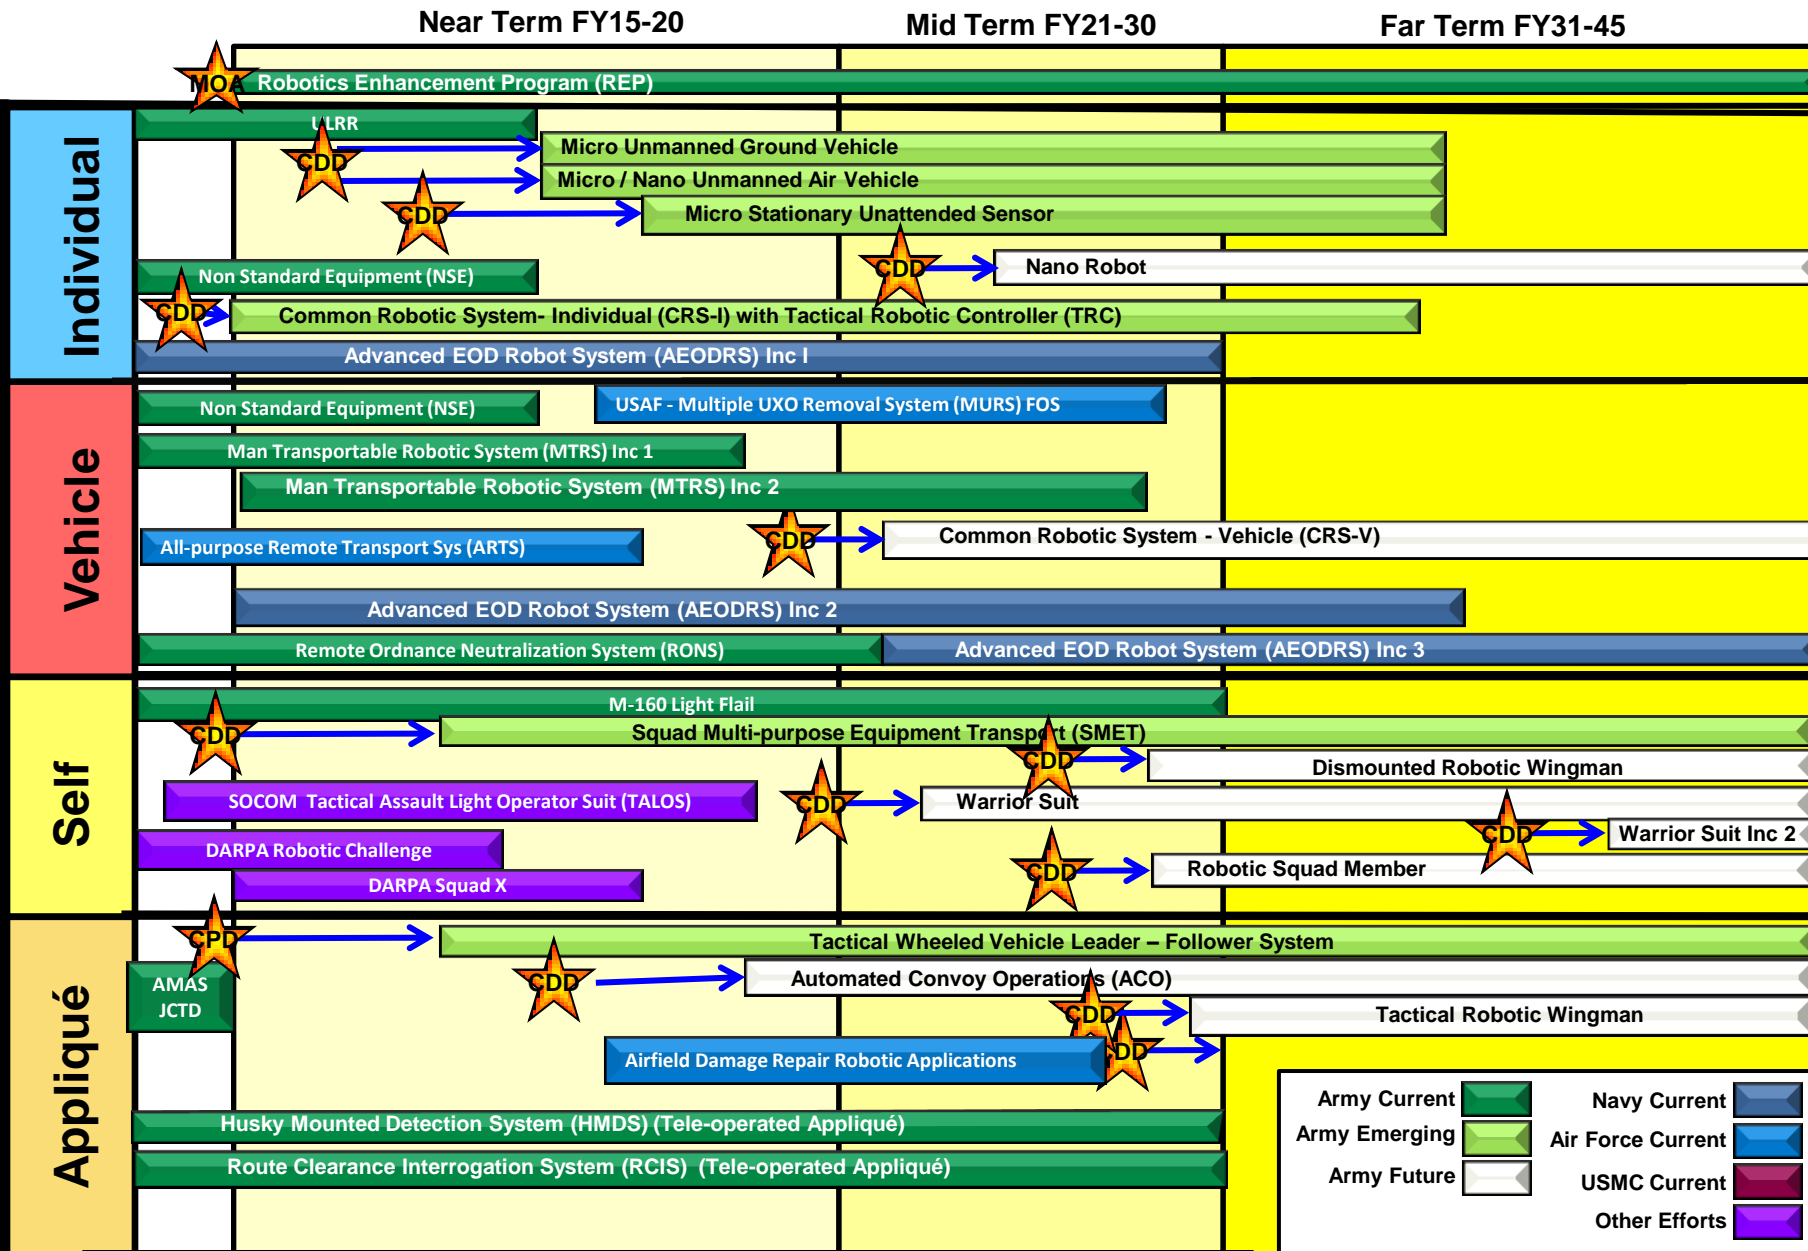 Near Term FY15-20
Mid Term FY21-30
Far Term FY31-45
MOA
Robotics Enhancement Program (REP)
Individual
ULRR
CDD
Micro Unmanned Ground Vehicle
Micro / Nano Unmanned Air Vehicle
CDD
Micro Stationary Unattended Sensor
CDD
Nano Robot
Non Standard Equipment (NSE)
CDD
Common Robotic System- Individual (CRS-I) with Tactical Robotic Controller (TRC)
Advanced EOD Robot System (AEODRS) Inc I
Vehicle
Non Standard Equipment (NSE)
USAF - Multiple UXO Removal System (MURS) FOS
Man Transportable Robotic System (MTRS) Inc 1
Man Transportable Robotic System (MTRS) Inc 2
All-purpose Remote Transport Sys (ARTS)
CDD
Common Robotic System - Vehicle (CRS-V)
Advanced EOD Robot System (AEODRS) Inc 2
Remote Ordnance Neutralization System (RONS)
Advanced EOD Robot System (AEODRS) Inc 3
Self
M-160 Light Flail
CDD
Squad Multi-purpose Equipment Transport (SMET)
CDD
Dismounted Robotic Wingman
SOCOM Tactical Assault Light Operator Suit (TALOS)
CDD
Warrior Suit
CDD
Warrior Suit Inc 2
DARPA Robotic Challenge
CDD
Robotic Squad Member
DARPA Squad X
Appliqué
CPD
Tactical Wheeled Vehicle Leader – Follower System
AMAS
JCTD
CDD
Automated Convoy Operations (ACO)
CDD
Tactical Robotic Wingman
Airfield Damage Repair Robotic Applications
CDD
Husky Mounted Detection System (HMDS) (Tele-operated Appliqué)
Route Clearance Interrogation System (RCIS) (Tele-operated Appliqué)
Army Current
Army Emerging
Army Future
Navy Current
Air Force Current
USMC Current
Other Efforts